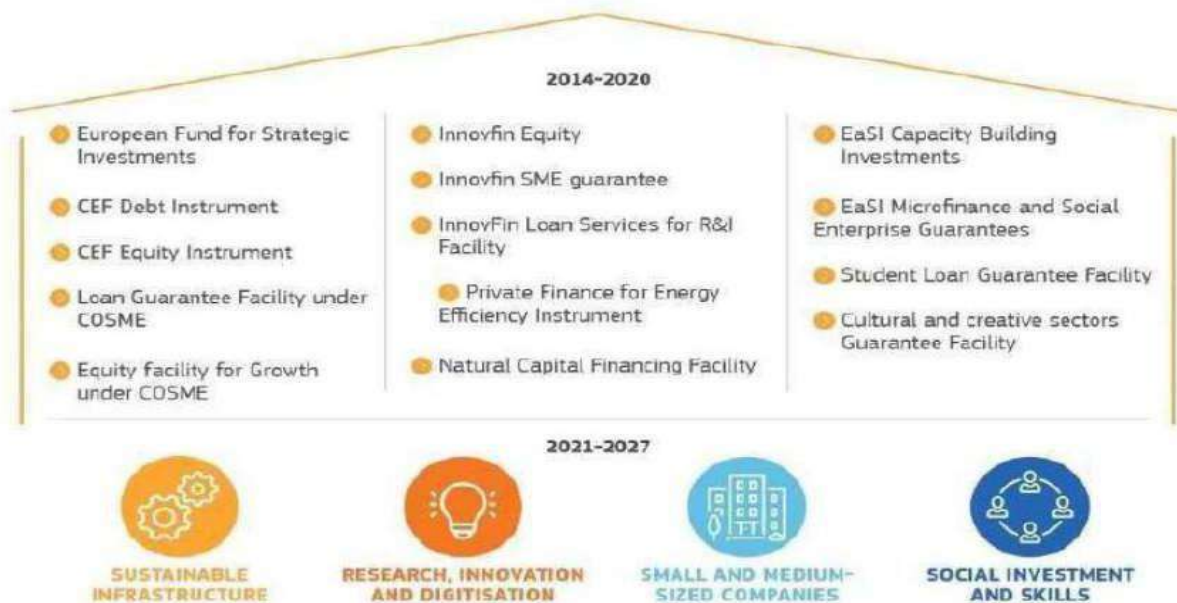 2014-2020
European Fund for Strategic
Investments
CEF Debt Instrument
CEF Equity Instrument
Loan Guarantee Facility under
COSME
Equity facility for Growth
under COSME
Innovfin Equity
Innovfin SME guarantee
InnovFin Loan Services for R&I
Facility
Private Finance for Energy
Efficiency Instrument
Natural Capital Financing Facility
EaSI Capacity Building
Investments
EaSI Microfinance and Social
Enterprise Guarantees
Student Loan Guarantee Facility
Cultural and creative sectors
Guarantee Facility
2021-2027
SUSTAINABLE
INFRASTRUCTURE
RESEARCH, INNOVATION
AND DIGITISATION
SMALL AND MEDIUM-
SIZED COMPANIES
SOCIAL INVESTMENT
AND SKILLS